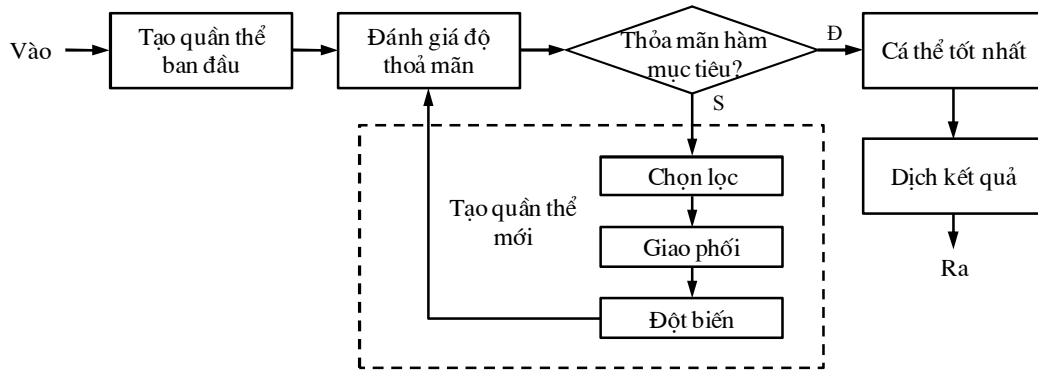 Vào
Tạo quần thể
ban đầu
Đánh giá độ
thoả mãn
Thỏa mãn hàm
mục tiêu?
Đ
Cá thể tốt nhất
S
Chọn lọc
Dịch kết quả
Tạo quần thể
mới
Giao phối
Ra
Đột biến